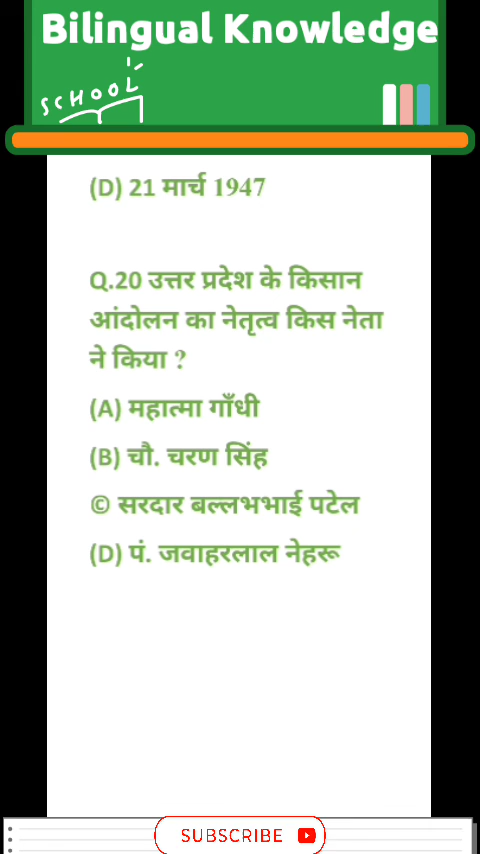 Bilingual Knowledge
SCHOOL
(D) 21 मार्च 1947
Q.20 उत्तर प्रदेश के किसान
आंदोलन का नेतृत्व किस नेता
ने किया ?
(A) महात्मा गाँधी
(B) चौ. चरण सिंह
© सरदार बल्लभभाई पटेल
(D) पं. जवाहरलाल नेहरू
SUBSCRIBE